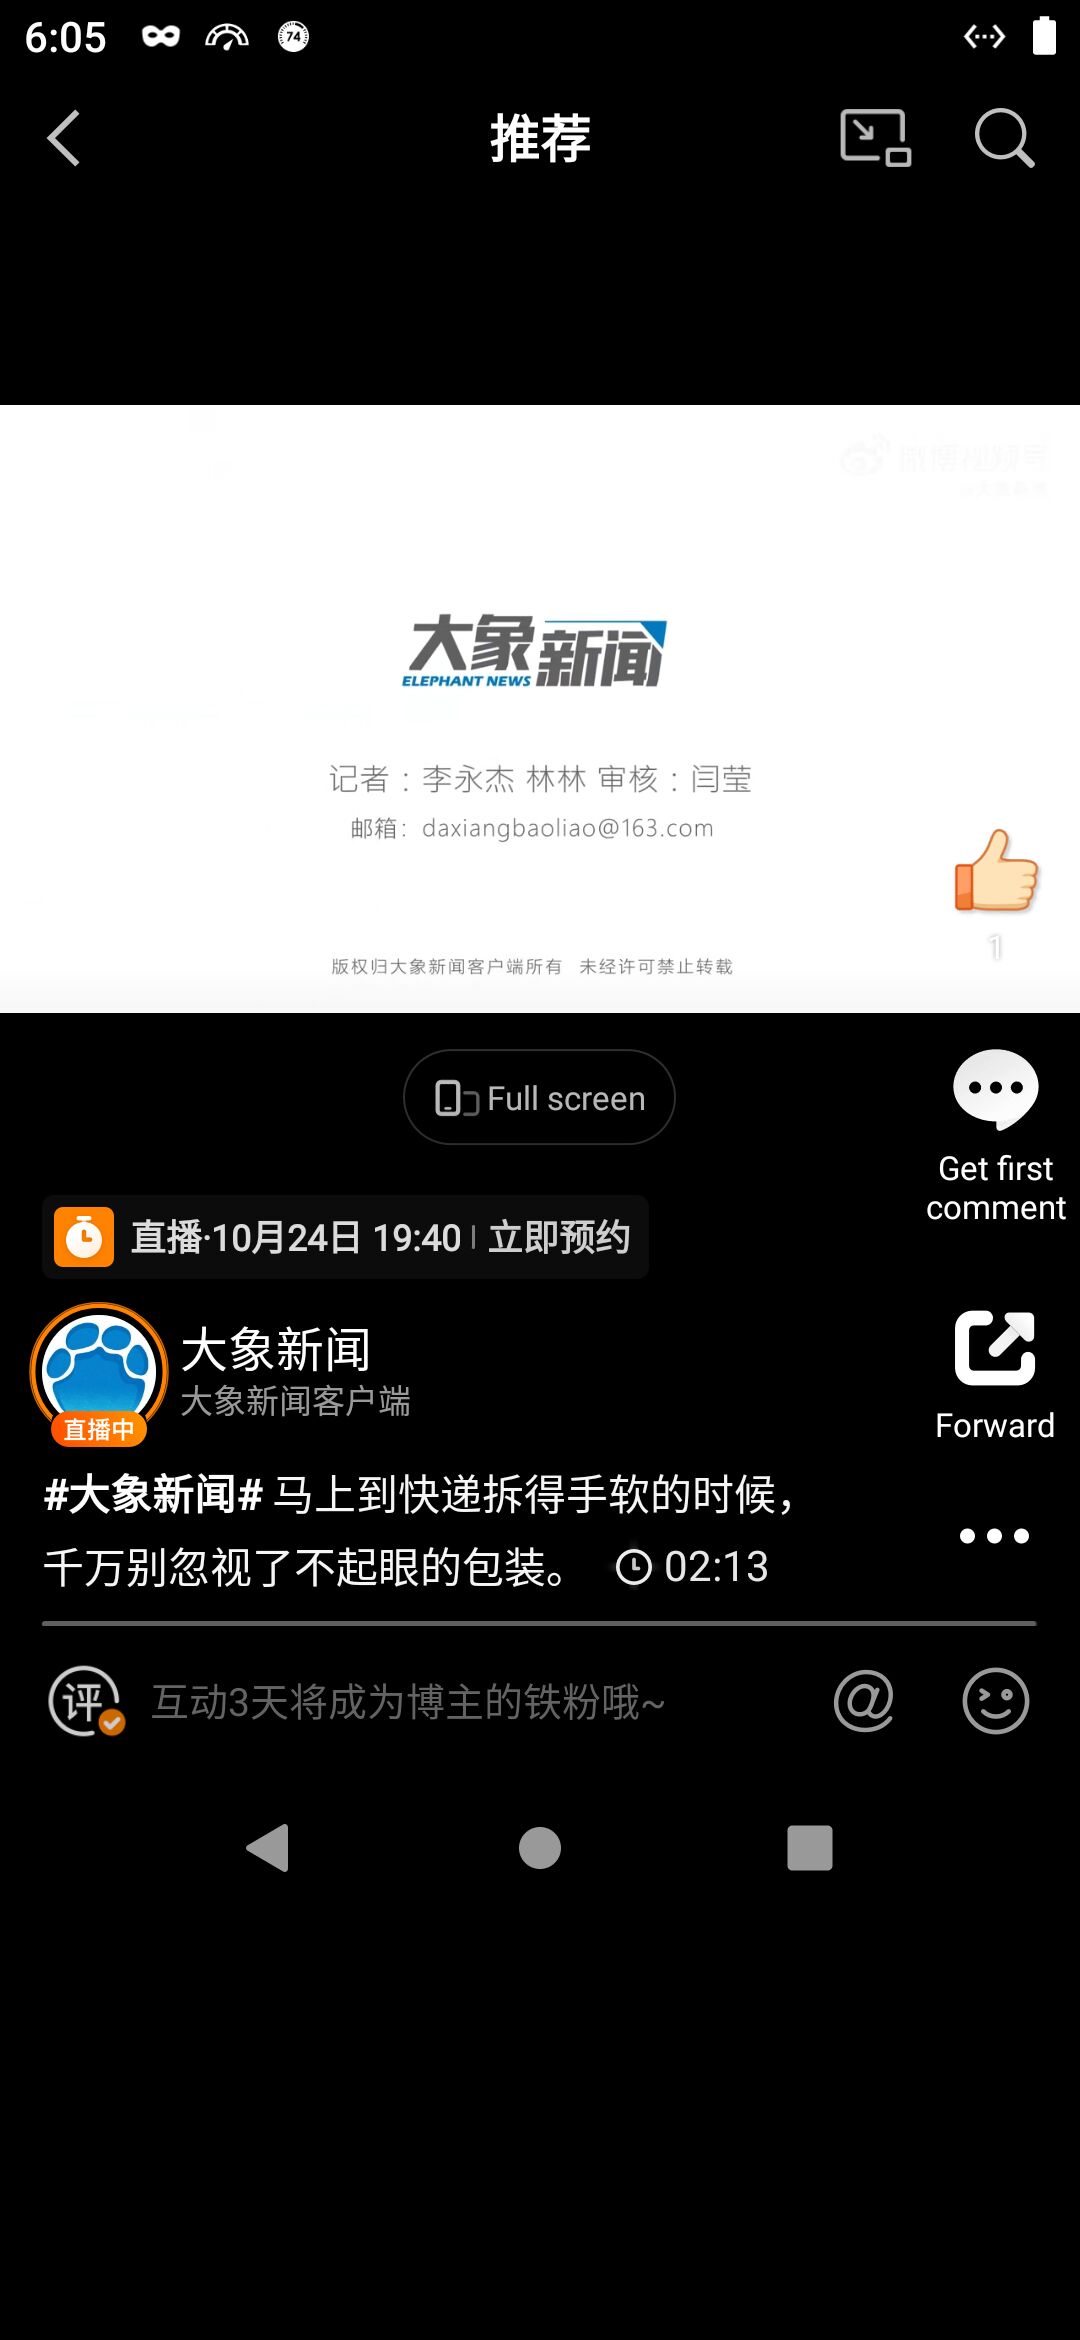 6:05
74
推荐
微博视频号
大象新闻
ELEPHANT NEWS
记者：李永杰 林林 审核：闫莹
邮箱：daxiangbaoliao@163.com
1
版权归大象新闻客户端所有 未经许可禁止转载
Full screen
Get first
comment
直播·10月24日 19:40 | 立即预约
大象新闻
大象新闻客户端
直播中
Forward
#大象新闻# 马上到快递拆得手软的时候，
千万别忽视了不起眼的包装。 02:13
评 互动3天将成为博主的铁粉哦~ @